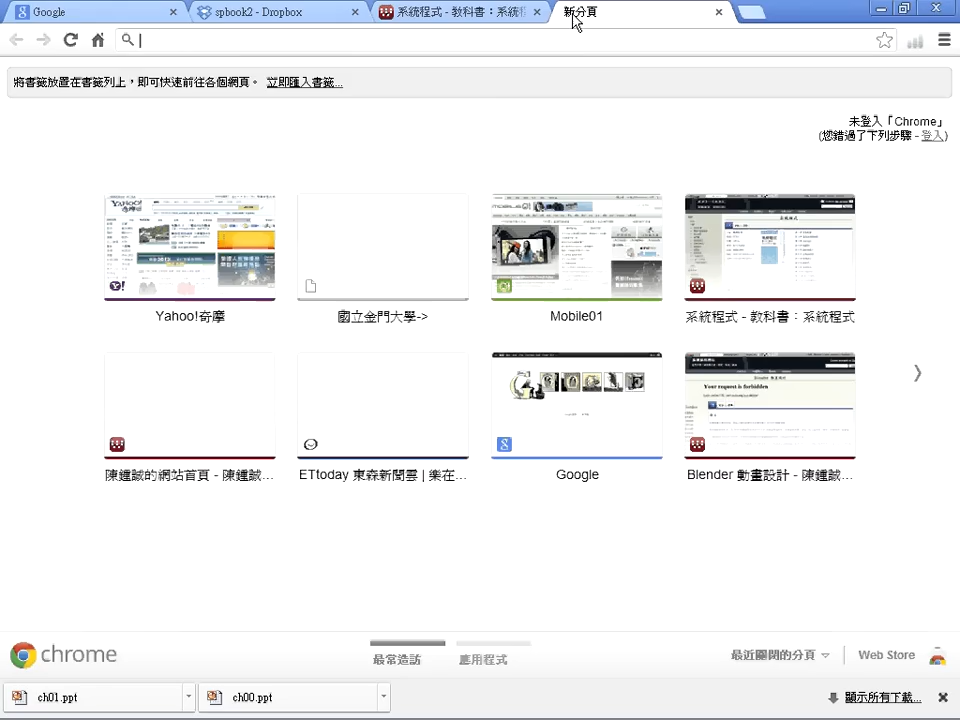 Google
spbook2 - Dropbox
系統程式 - 教科書：系統
新分頁
將書籤放置在書籤列上，即可快速前往各個網頁。 立即匯入書籤...
未登入「Chrome」
(您錯過了下列步驟 - 登入)
Yahoo!奇摩
國立金門大學->
Mobile01
系統程式 - 教科書：系統程式
Your request is forbidden
陳鍾誠的網站首頁 - 陳鍾誠...
ETtoday 東森新聞雲 | 樂在...
Google
Blender 動畫設計 - 陳鍾誠...
chrome
最常造訪
應用程式
最近關閉的分頁
Web Store
ch01.ppt
ch00.ppt
顯示所有下載...